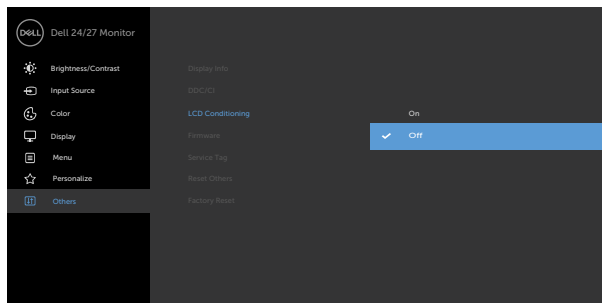 DELL
Dell 24/27 Monitor
Brightness/Contrast
Input Source
Color
Display
Menu
Personalize
Others
Display Info
DDC/CI
LCD Conditioning
Firmware
Service Tag
Reset Others
Factory Reset
On
Off